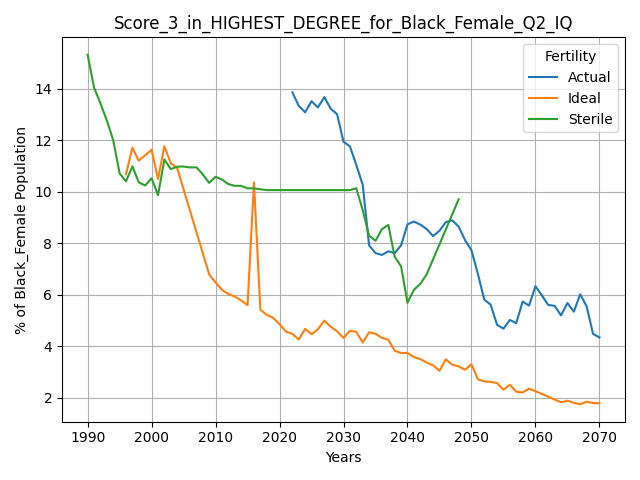 Score_3_in_HIGHEST_DEGREE_for_Black_Female_Q2_IQ
Fertility
Actual
Ideal
Sterile
% of Black_Female Population
14
12
10
8
6
4
2
1990 2000 2010 2020 2030 2040 2050 2060 2070
Years